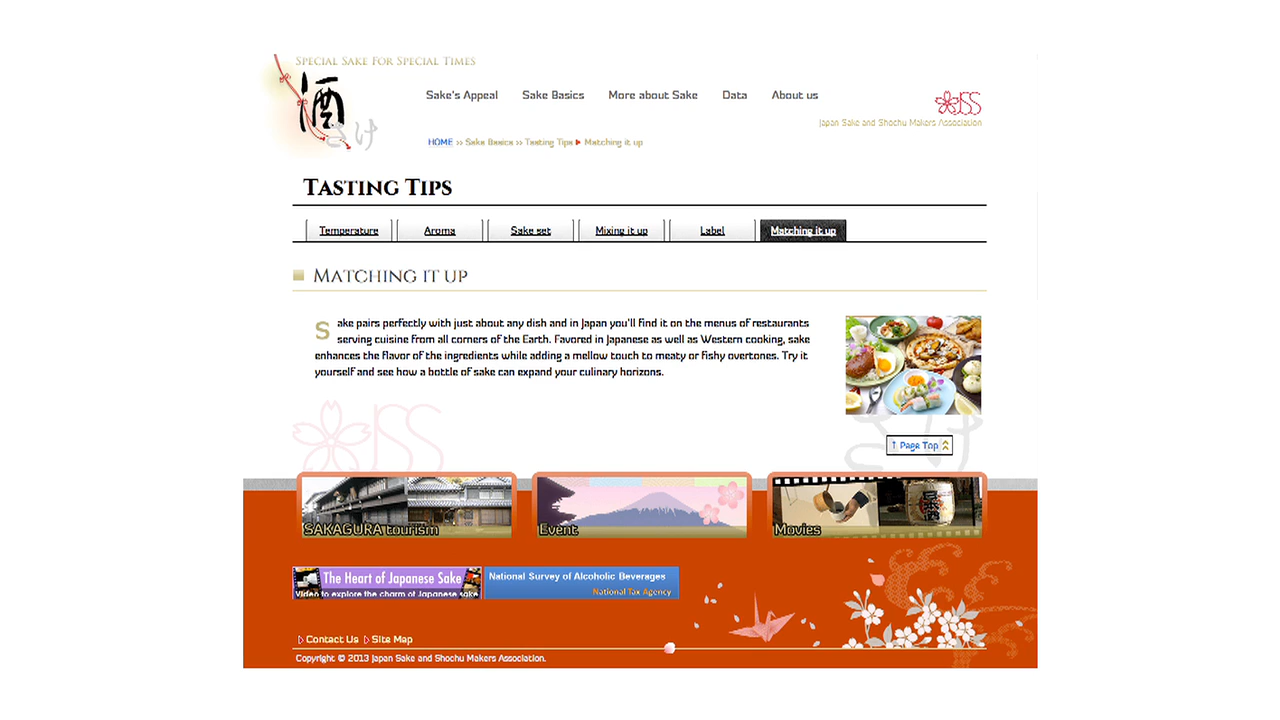 SPECIAL SAKE FOR SPECIAL TIMES
酒
さけ
Sake's Appeal Sake Basics More about Sake Data About us
JSS
Japan Sake and Shochu Makers Association
HOME >> Sake Basics >> Tasting Tips ▶ Matching it up
TASTING TIPS
Temperature Aroma Sake set Mixing it up Label Matching it up
MATCHING IT UP
Sake pairs perfectly with just about any dish and in Japan you'll find it on the menus of restaurants
serving cuisine from all corners of the Earth. Favored in Japanese as well as Western cooking, sake
enhances the flavor of the ingredients while adding a mellow touch to meaty or fishy overtones. Try it
yourself and see how a bottle of sake can expand your culinary horizons.
JSS
↑ Page Top
SAKAGURA tourism
Event
Movies
The Heart of Japanese Sake
Video to explore the charm of Japanese sake
National Survey of Alcoholic Beverages
National Tax Agency
Contact Us Site Map
Copyright © 2013 Japan Sake and Shochu Makers Association.